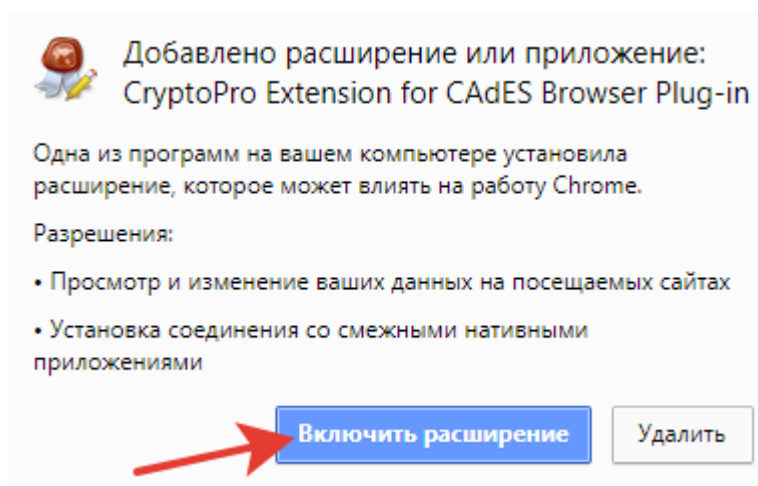 Добавлено расширение или приложение:
CryptoPro Extension for CAdES Browser Plug-in
Одна из программ на вашем компьютере установила
расширение, которое может влиять на работу Chrome.
Разрешения:
• Просмотр и изменение ваших данных на посещаемых сайтах
• Установка соединения со смежными нативными
приложениями
Включить расширение
Удалить